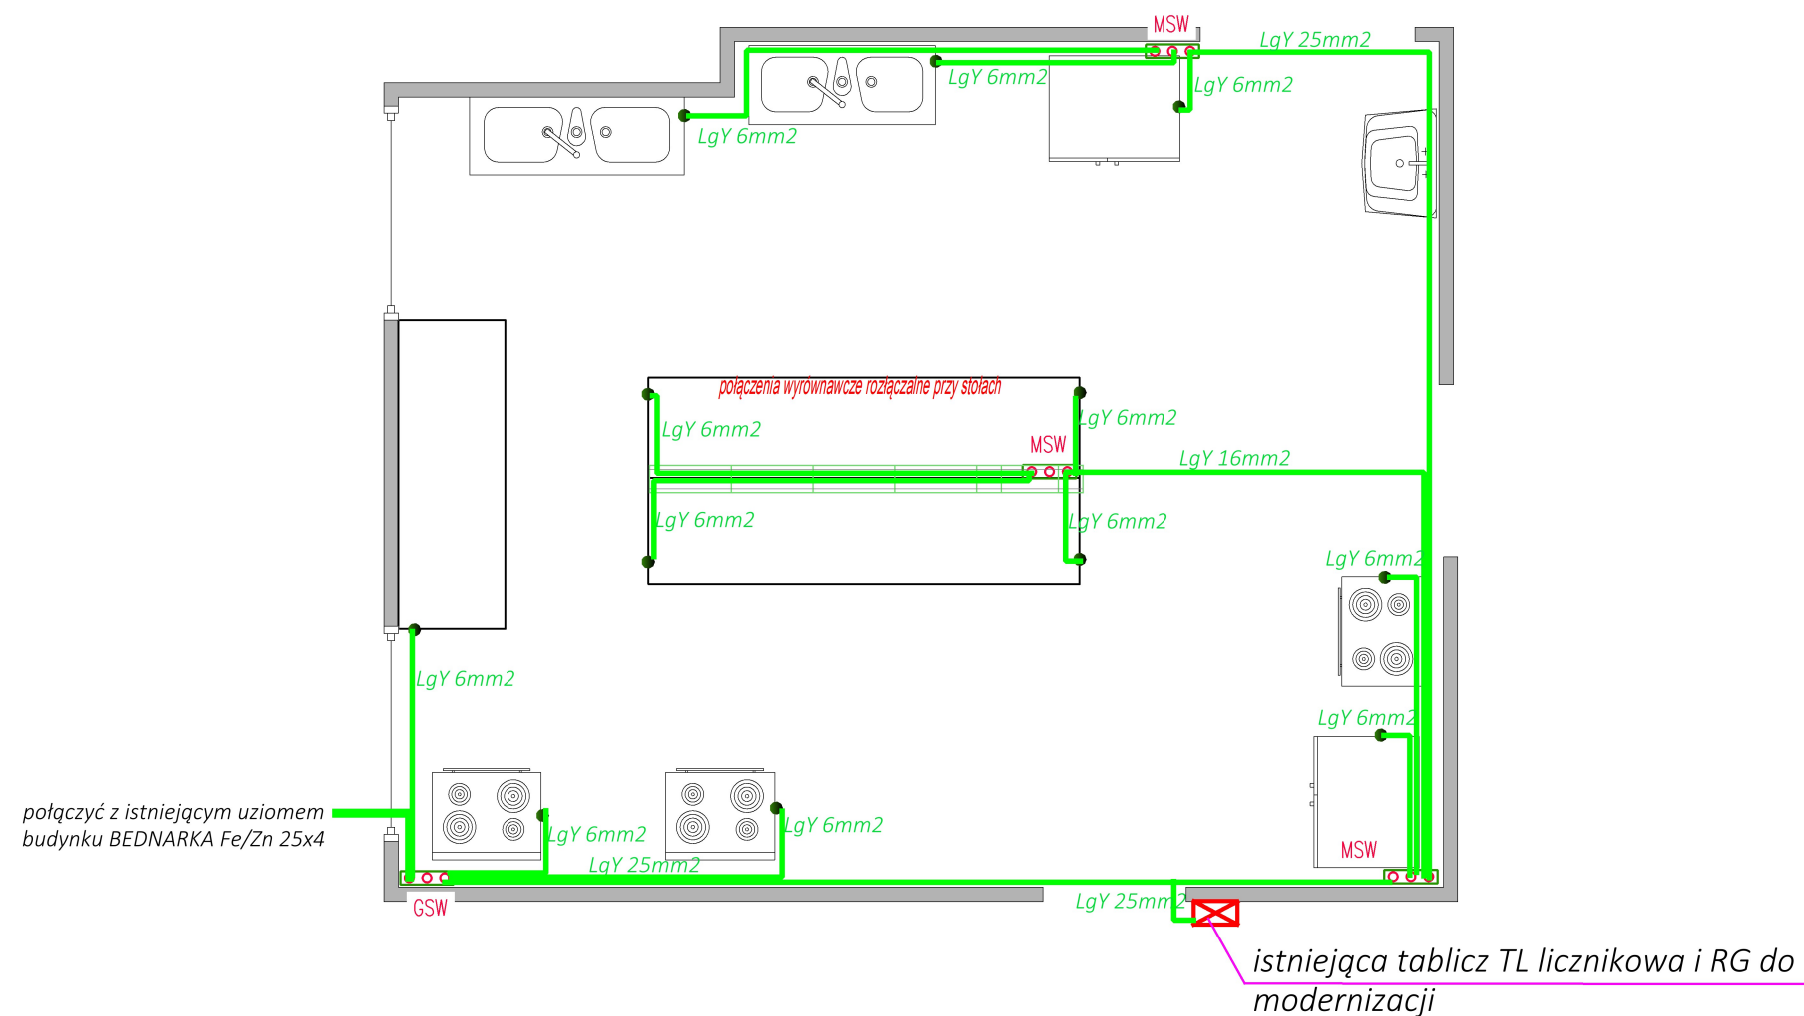 MSW
LgY 25mm2
LgY 6mm2
LgY 6mm2
LgY 6mm2
połączenia wyrównawcze rozłączalne przy stołach
LgY 6mm2
LgY 6mm2
MSW
LgY 16mm2
LgY 6mm2
LgY 6mm2
LgY 6mm2
LgY 6mm2
LgY 6mm2
połączyć z istniejącym uziomem
budynku BEDNARKA Fe/Zn 25x4
LgY 6mm2
LgY 6mm2
LgY 25mm2
MSW
GSW
LgY 25mm2
istniejąca tablicz TL licznikowa i RG do
modernizacji